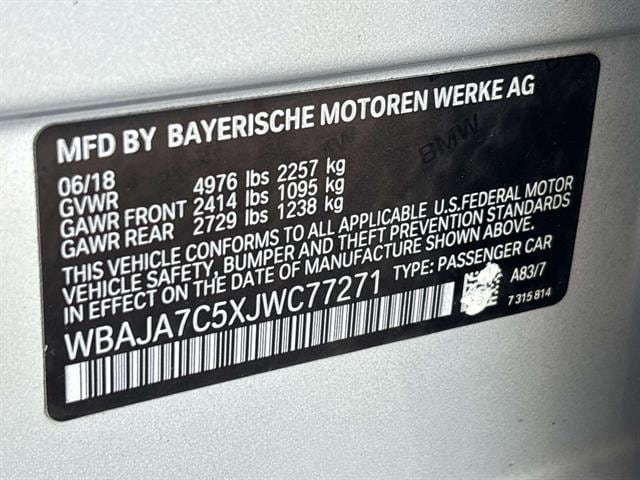 MFD BY BAYERISCHE MOTOREN WERKE AG
06/18
GVWR 4976 lbs 2257 kg
GAWR FRONT 2414 lbs 1095 kg
GAWR REAR 2729 lbs 1238 kg
THIS VEHICLE CONFORMS TO ALL APPLICABLE U.S.FEDERAL MOTOR
VEHICLE SAFETY, BUMPER AND THEFT PREVENTION STANDARDS
IN EFFECT ON THE DATE OF MANUFACTURE SHOWN ABOVE.
WBAJA7C5XJWC77271 TYPE: PASSENGER CAR
A83/7
7 315 814
BMW